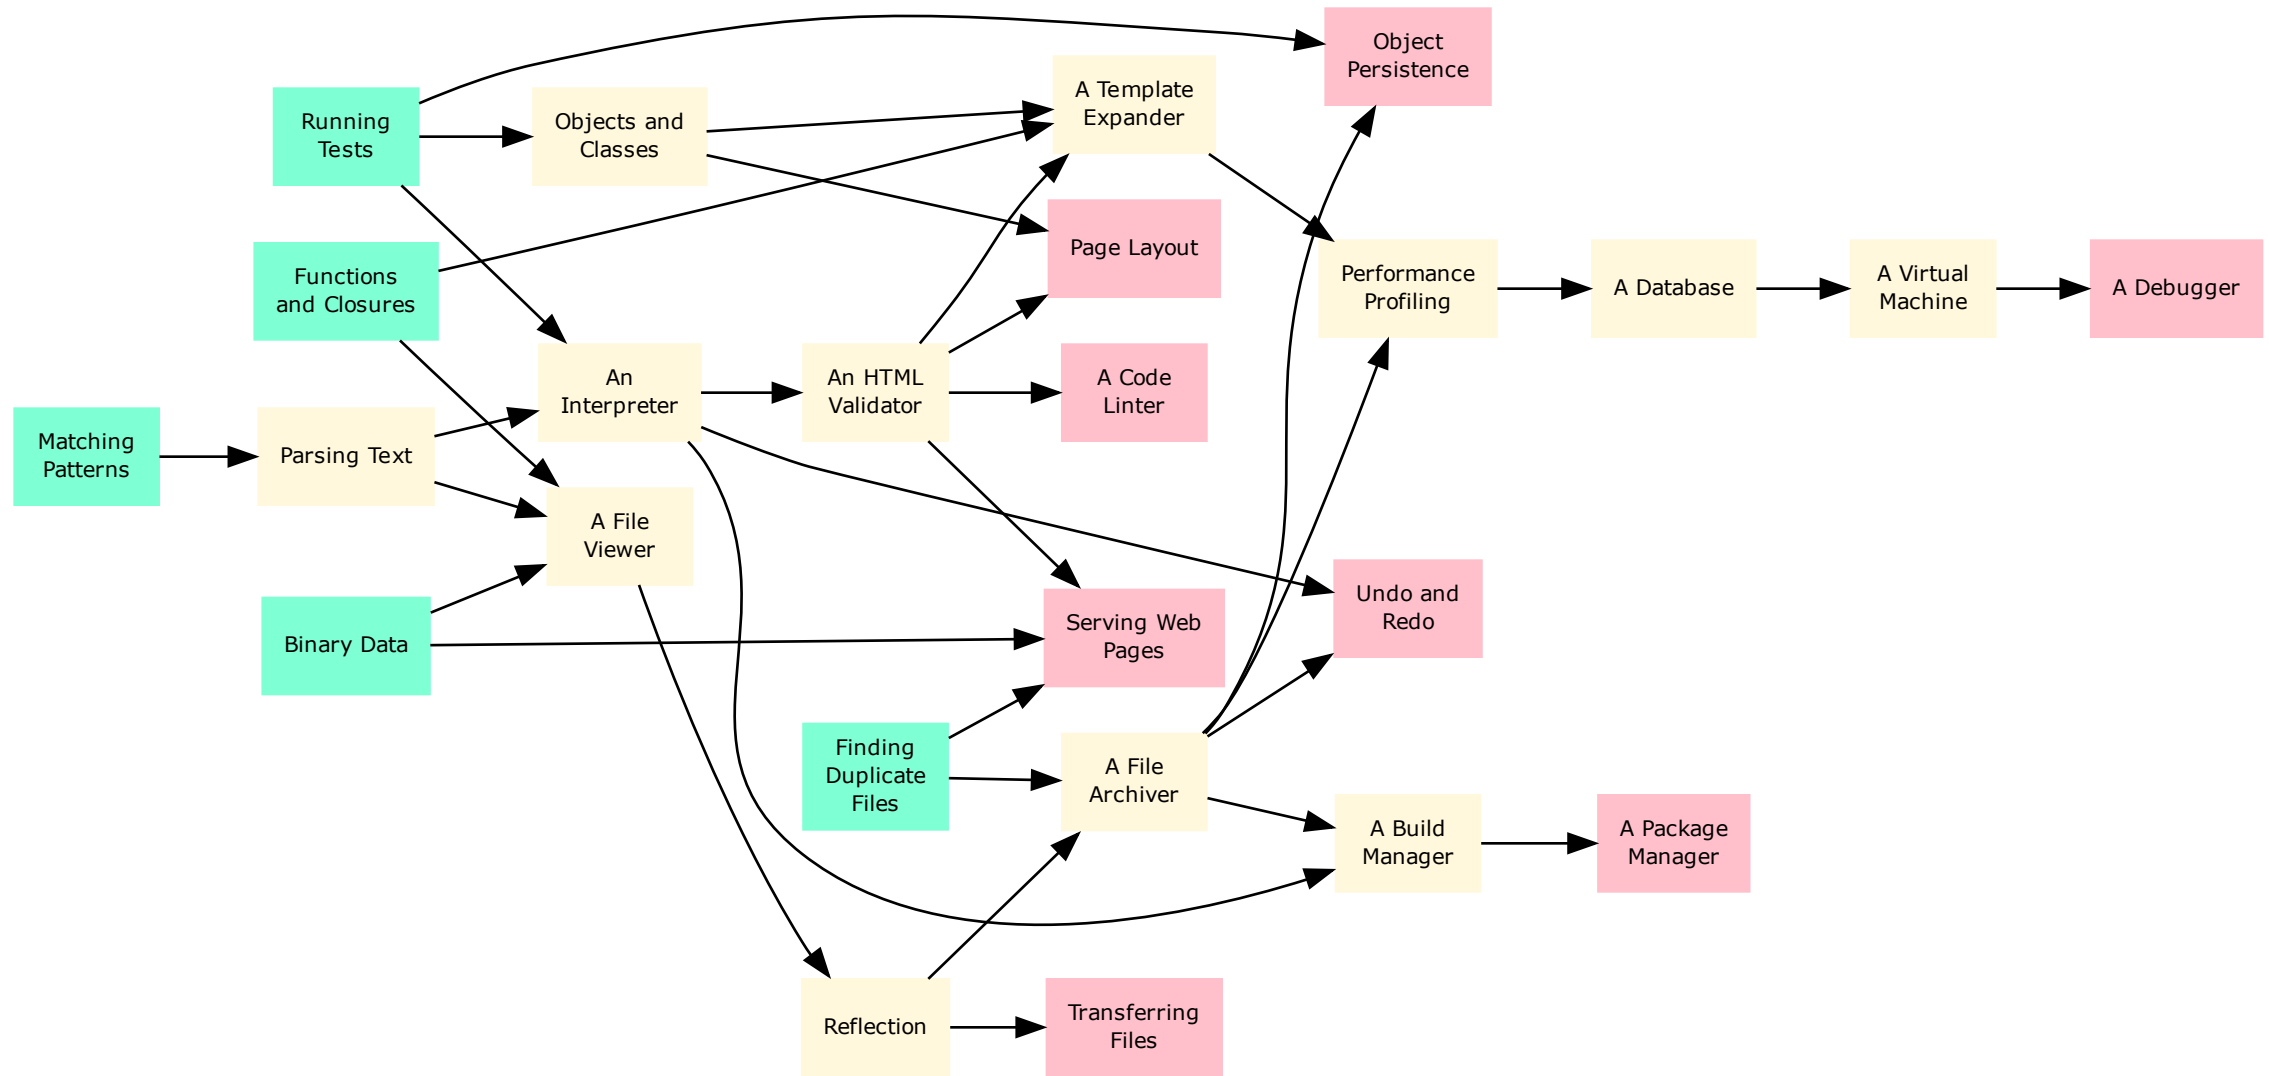 Object
Persistence
A Template
Expander
Running
Tests
Objects and
Classes
Page Layout
Functions
and Closures
Performance
Profiling
A Database
A Virtual
Machine
A Debugger
An
Interpreter
An HTML
Validator
A Code
Linter
Matching
Patterns
Parsing Text
A File
Viewer
Undo and
Redo
Binary Data
Serving Web
Pages
Finding
Duplicate
Files
A File
Archiver
A Build
Manager
A Package
Manager
Reflection
Transferring
Files